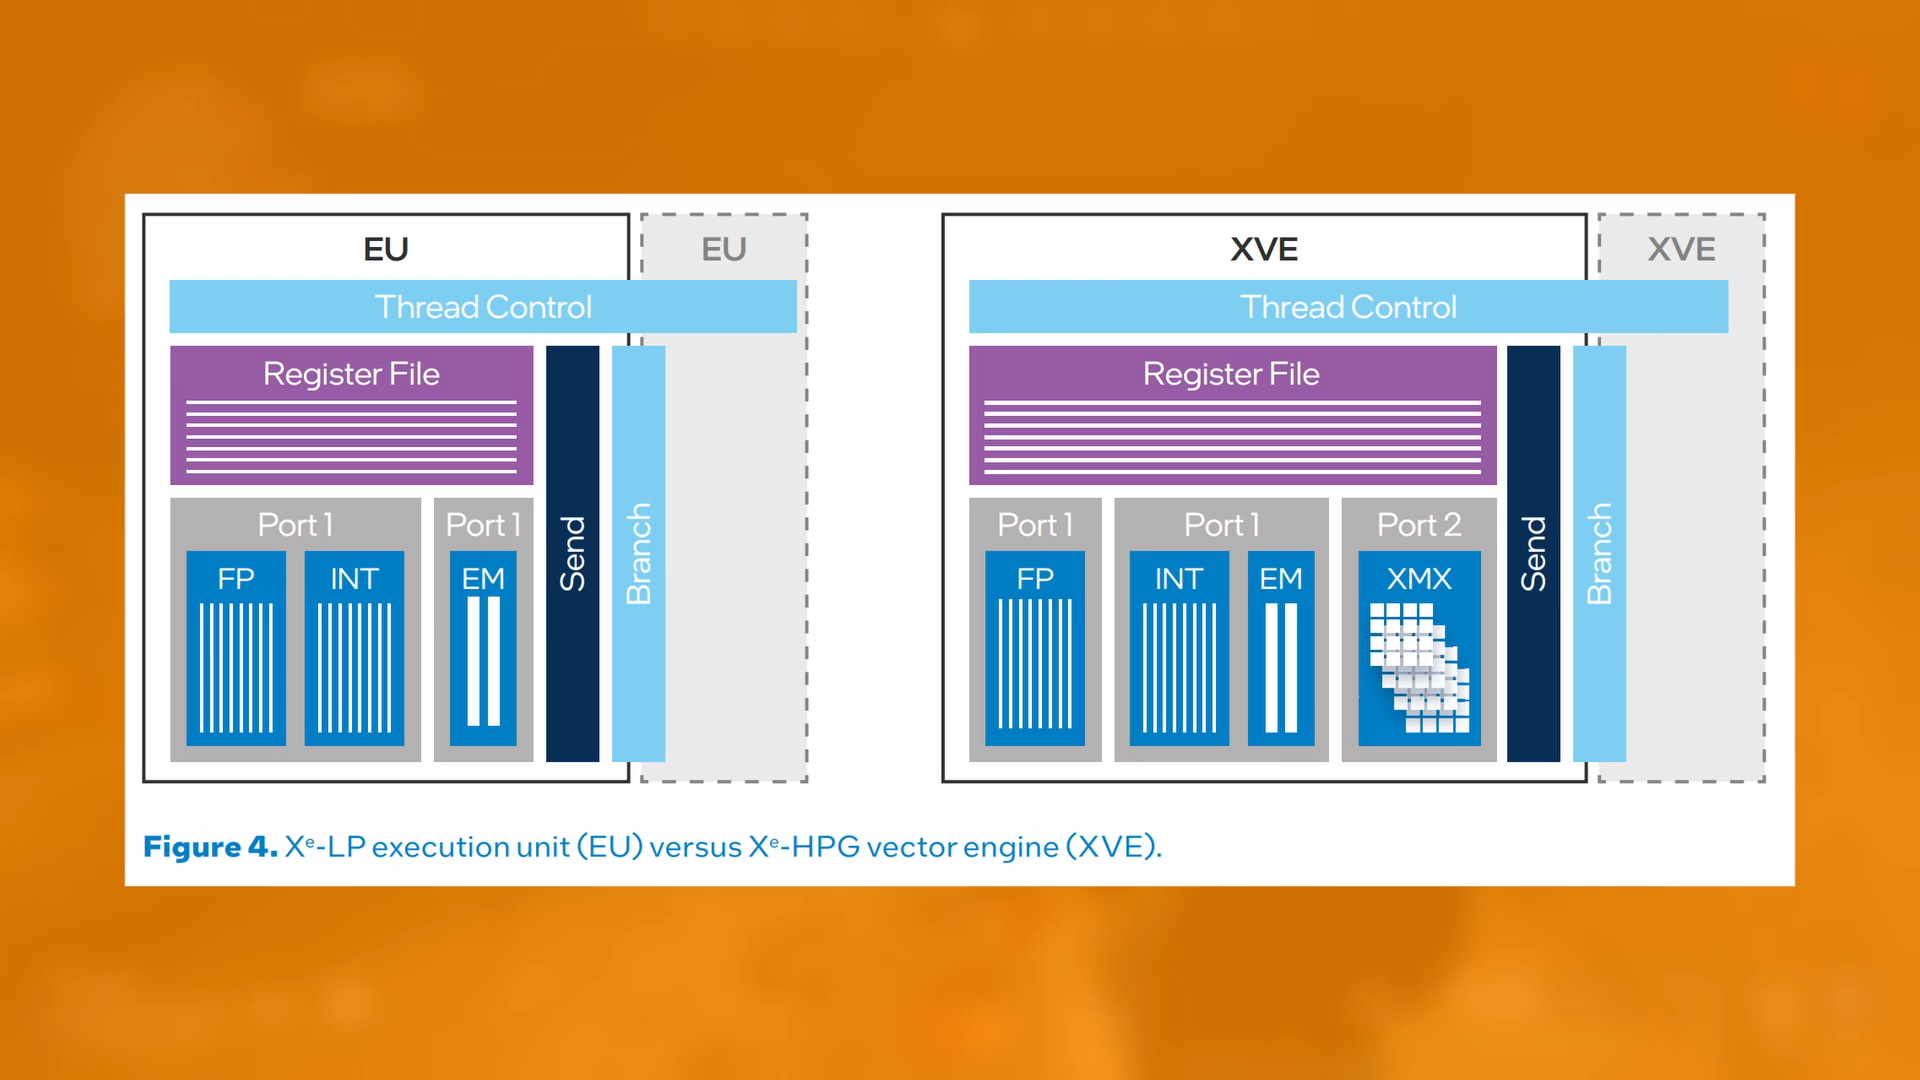 EU
EU
Thread Control
Register File
Port 1
Port 1
FP
INT
EM
Send
Branch
XVE
XVE
Thread Control
Register File
Port 1
Port 1
Port 2
FP
INT
EM
XMX
Send
Branch
Figure 4. Xᵉ-LP execution unit (EU) versus Xᵉ-HPG vector engine (XVE).